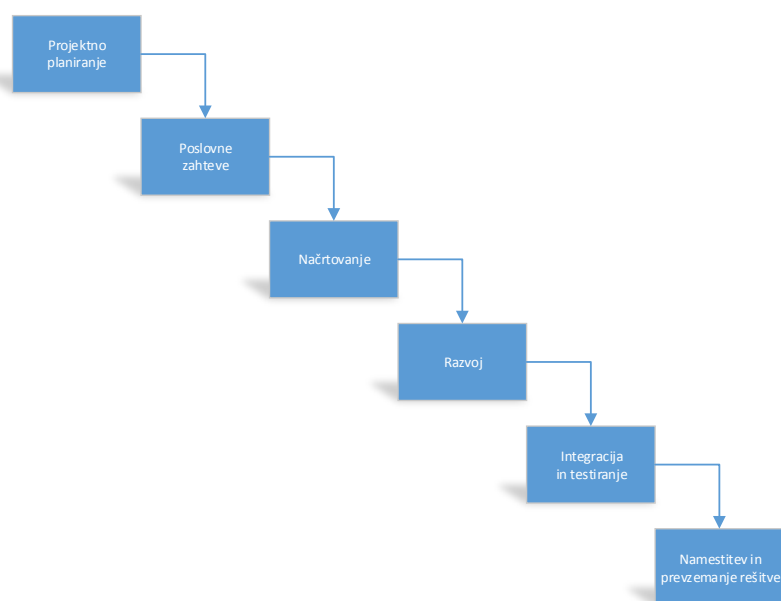 Projektno
planiranje
Poslovne
zahteve
Načrtovanje
Razvoj
Integracija
in testiranje
Namestitev in
prevzemanje rešitve